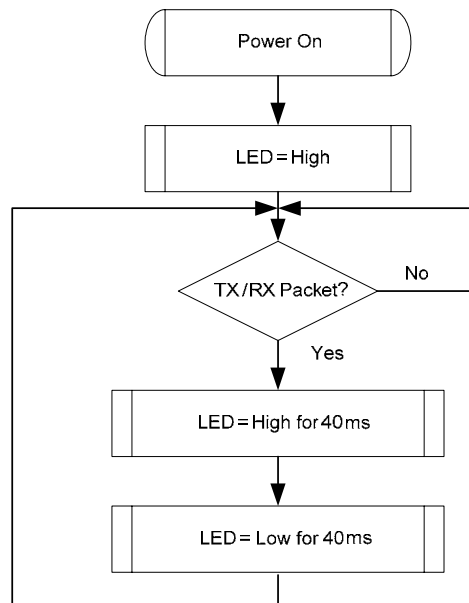 Power On
LED = High
TX/RX Packet?
No
Yes
LED = High for 40ms
LED = Low for 40ms